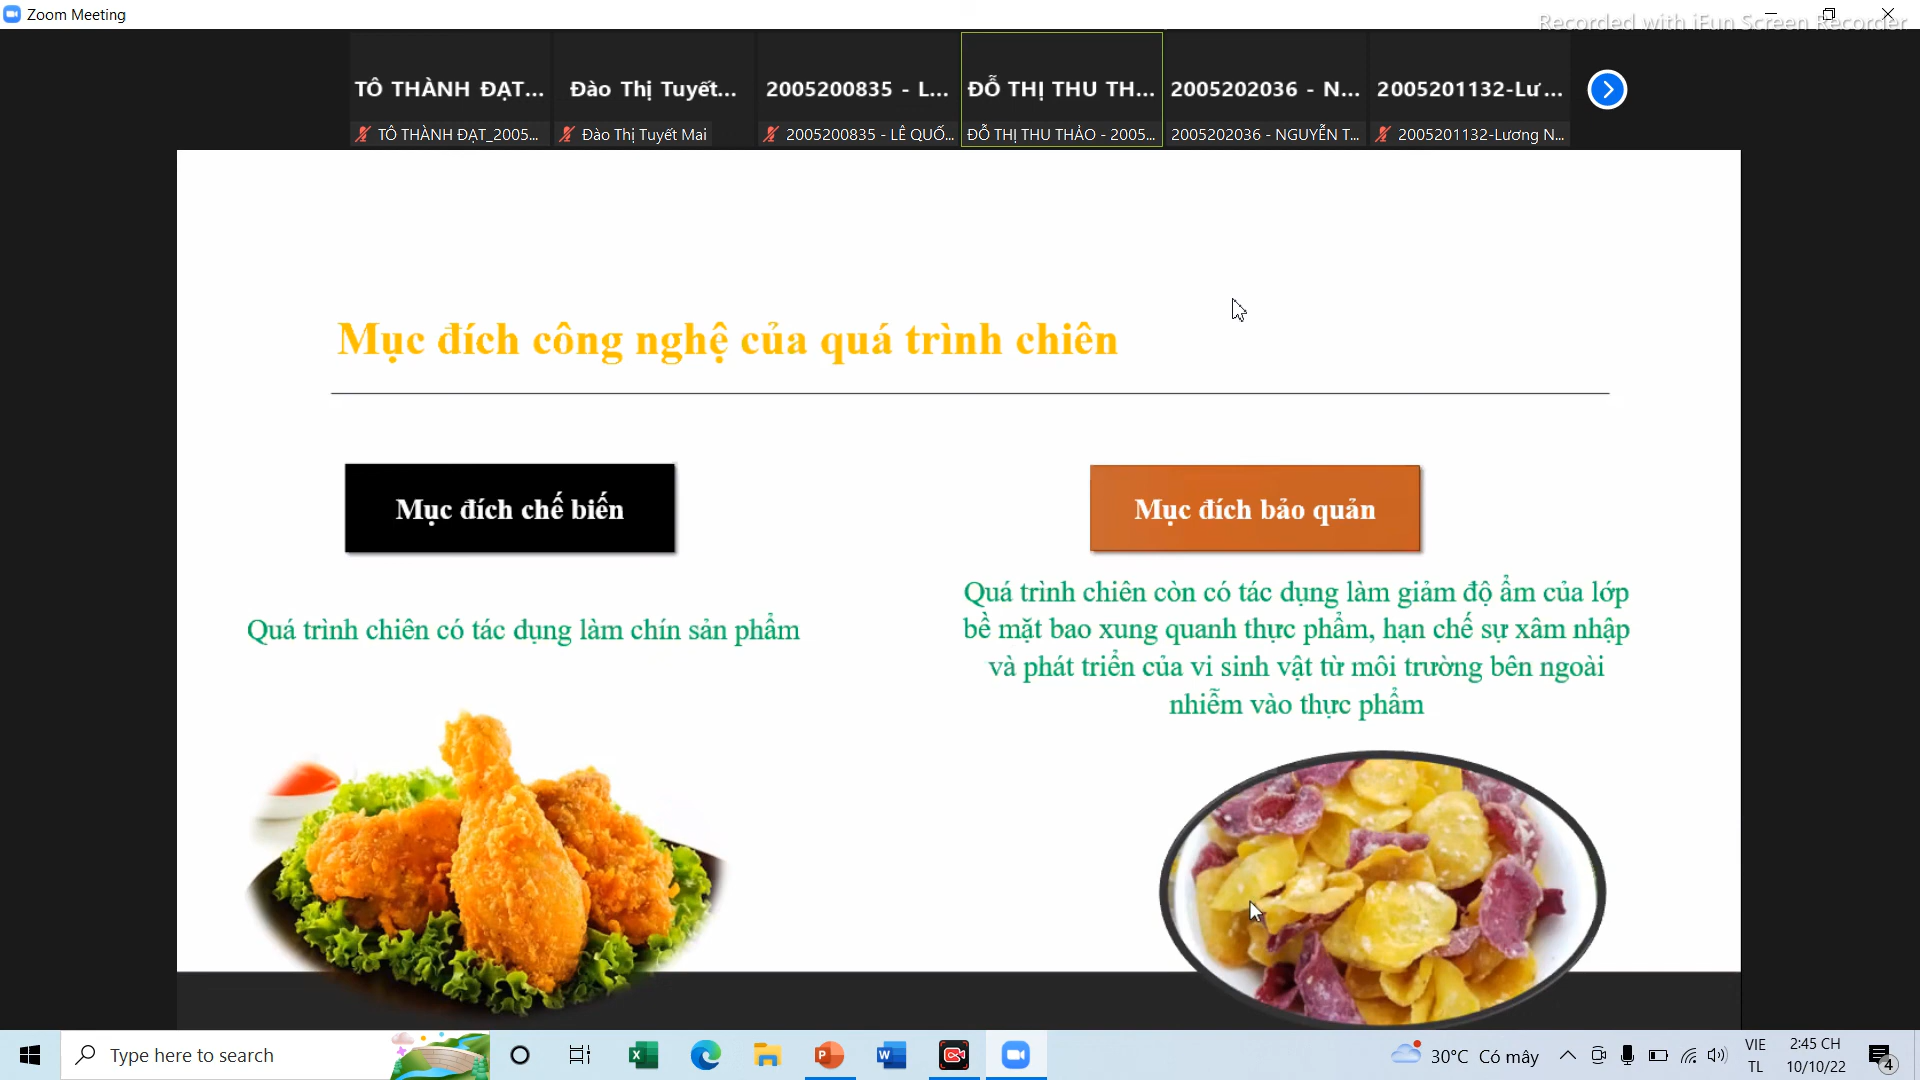 Zoom Meeting
Recorded with iFun Screen Recorder
TÔ THÀNH ĐẠT... Đào Thị Tuyết... 2005200835 - L... ĐỖ THỊ THU TH... 2005202036 - N... 2005201132-Lư...
TÔ THÀNH ĐẠT_2005... Đào Thị Tuyết Mai 2005200835 - LÊ QUỐ... ĐỖ THỊ THU THẢO - 2005... 2005202036 - NGUYỄN T... 2005201132-Lương N...
Mục đích công nghệ của quá trình chiên
Mục đích chế biến
Quá trình chiên có tác dụng làm chín sản phẩm
Mục đích bảo quản
Quá trình chiên còn có tác dụng làm giảm độ ẩm của lớp
bề mặt bao xung quanh thực phẩm, hạn chế sự xâm nhập
và phát triển của vi sinh vật từ môi trường bên ngoài
nhiễm vào thực phẩm
Type here to search
30°C Có mây
VIE
TL
2:45 CH
10/10/22
4